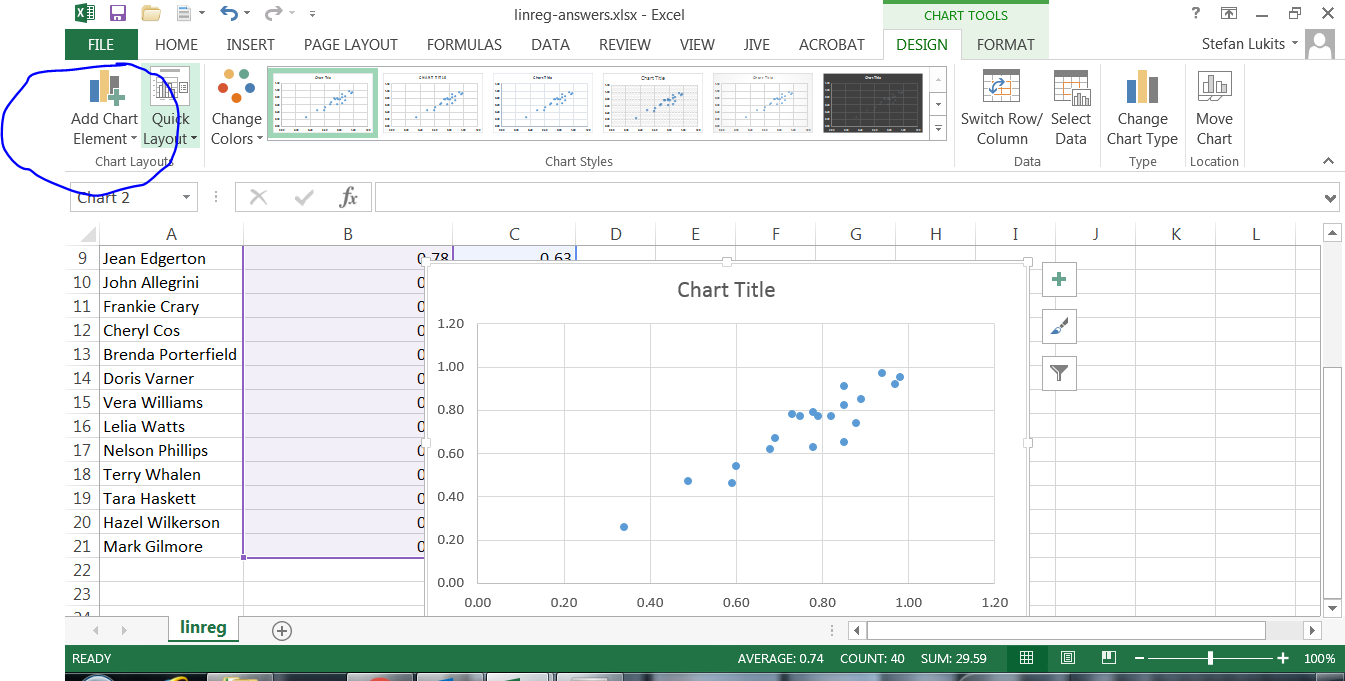 linreg-answers.xlsx - Excel
CHART TOOLS
?
FILE HOME INSERT PAGE LAYOUT FORMULAS DATA REVIEW VIEW JIVE ACROBAT DESIGN FORMAT
Stefan Lukits
Add Chart Element
Quick Layout
Change Colors
Switch Row/ Column
Select Data
Change Chart Type
Move Chart
Chart Layouts
Chart Styles
Data
Type
Location
Chart 2
fx
A B C D E F G H I J K L
9 Jean Edgerton 0.78 0.63
10 John Allegrini 0
11 Frankie Crary 0
12 Cheryl Cos 0
13 Brenda Porterfield 0
14 Doris Varner 0
15 Vera Williams 0
16 Lelia Watts 0
17 Nelson Phillips 0
18 Terry Whalen 0
19 Tara Haskett 0
20 Hazel Wilkerson 0
21 Mark Gilmore 0
22
23
24
Chart Title
1.20
1.00
0.80
0.60
0.40
0.20
0.00
0.00 0.20 0.40 0.60 0.80 1.00 1.20
linreg
READY
AVERAGE: 0.74 COUNT: 40 SUM: 29.59
100%